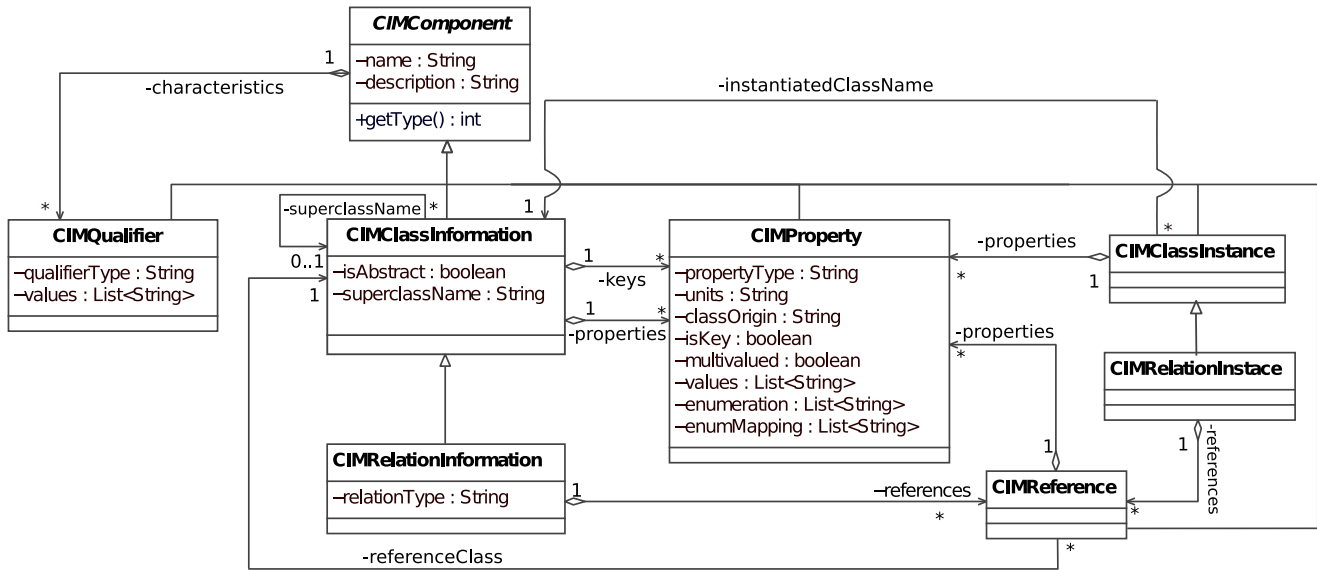 CIMComponent
−name : String
−description : String
+getType() : int
1
-characteristics
*
-instantiatedClassName
1
*
CIMQualifier
−qualifierType : String
−values : List<String>
-superclassName
*
0..1
1
CIMClassInformation
−isAbstract : boolean
−superclassName : String
1
*
-keys
1
*
-properties
CIMProperty
−propertyType : String
−units : String
−classOrigin : String
−isKey : boolean
−multivalued : boolean
−values : List<String>
−enumeration : List<String>
−enumMapping : List<String>
-properties
*
1
CIMClassInstance
-properties
*
1
CIMRelationInstace
1
-references
*
CIMRelationInformation
−relationType : String
1
−references
*
CIMReference
*
-referenceClass